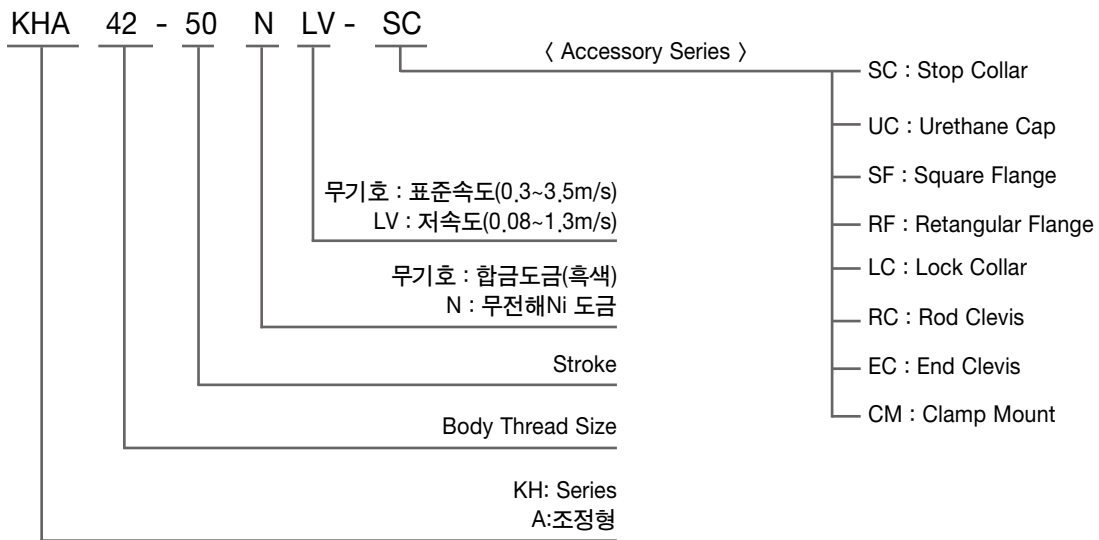 KHA 42 - 50 N LV - SC
〈 Accessory Series 〉
SC : Stop Collar
UC : Urethane Cap
SF : Square Flange
RF : Retangular Flange
LC : Lock Collar
RC : Rod Clevis
EC : End Clevis
CM : Clamp Mount
무기호 : 표준속도(0.3~3.5m/s)
LV : 저속도(0.08~1.3m/s)
무기호 : 합금도금(흑색)
N : 무전해Ni 도금
Stroke
Body Thread Size
KH: Series
A:조정형